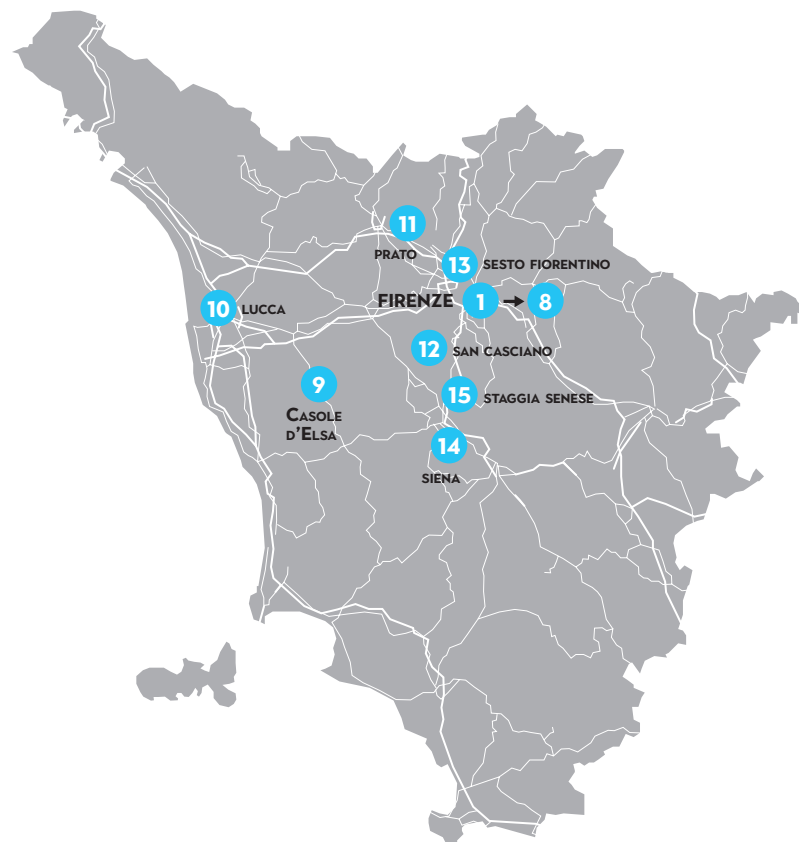 11
PRATO
13 SESTO FIORENTINO
FIRENZE 1 → 8
10 LUCCA
12 SAN CASCIANO
9
CASOLE
D'ELSA
15 STAGGIA SENESE
14
SIENA